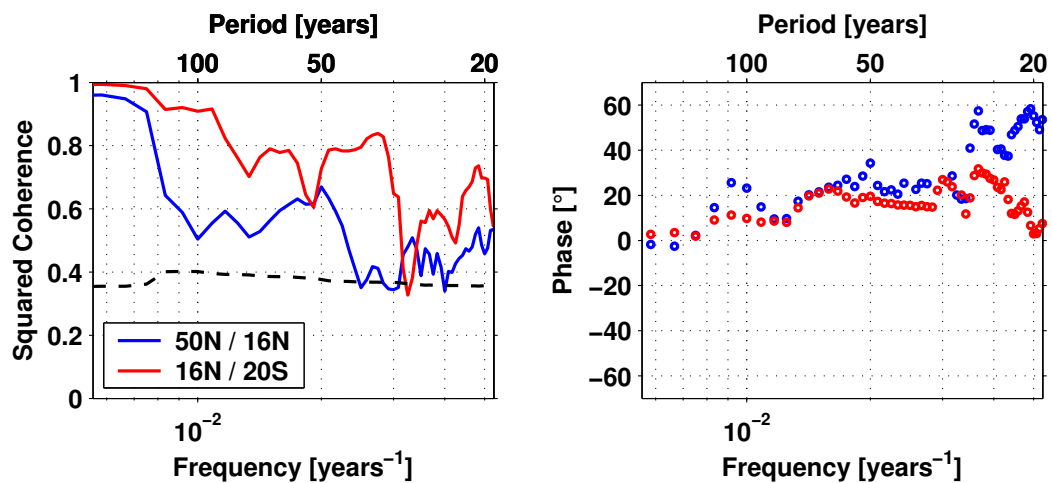 Period [years]
100 50 20
1
0.8
0.6
0.4
0.2
0
Squared Coherence
50N / 16N
16N / 20S
10⁻²
Frequency [years⁻¹]
Period [years]
100 50 20
60
40
20
0
−20
−40
−60
Phase [°]
10⁻²
Frequency [years⁻¹]